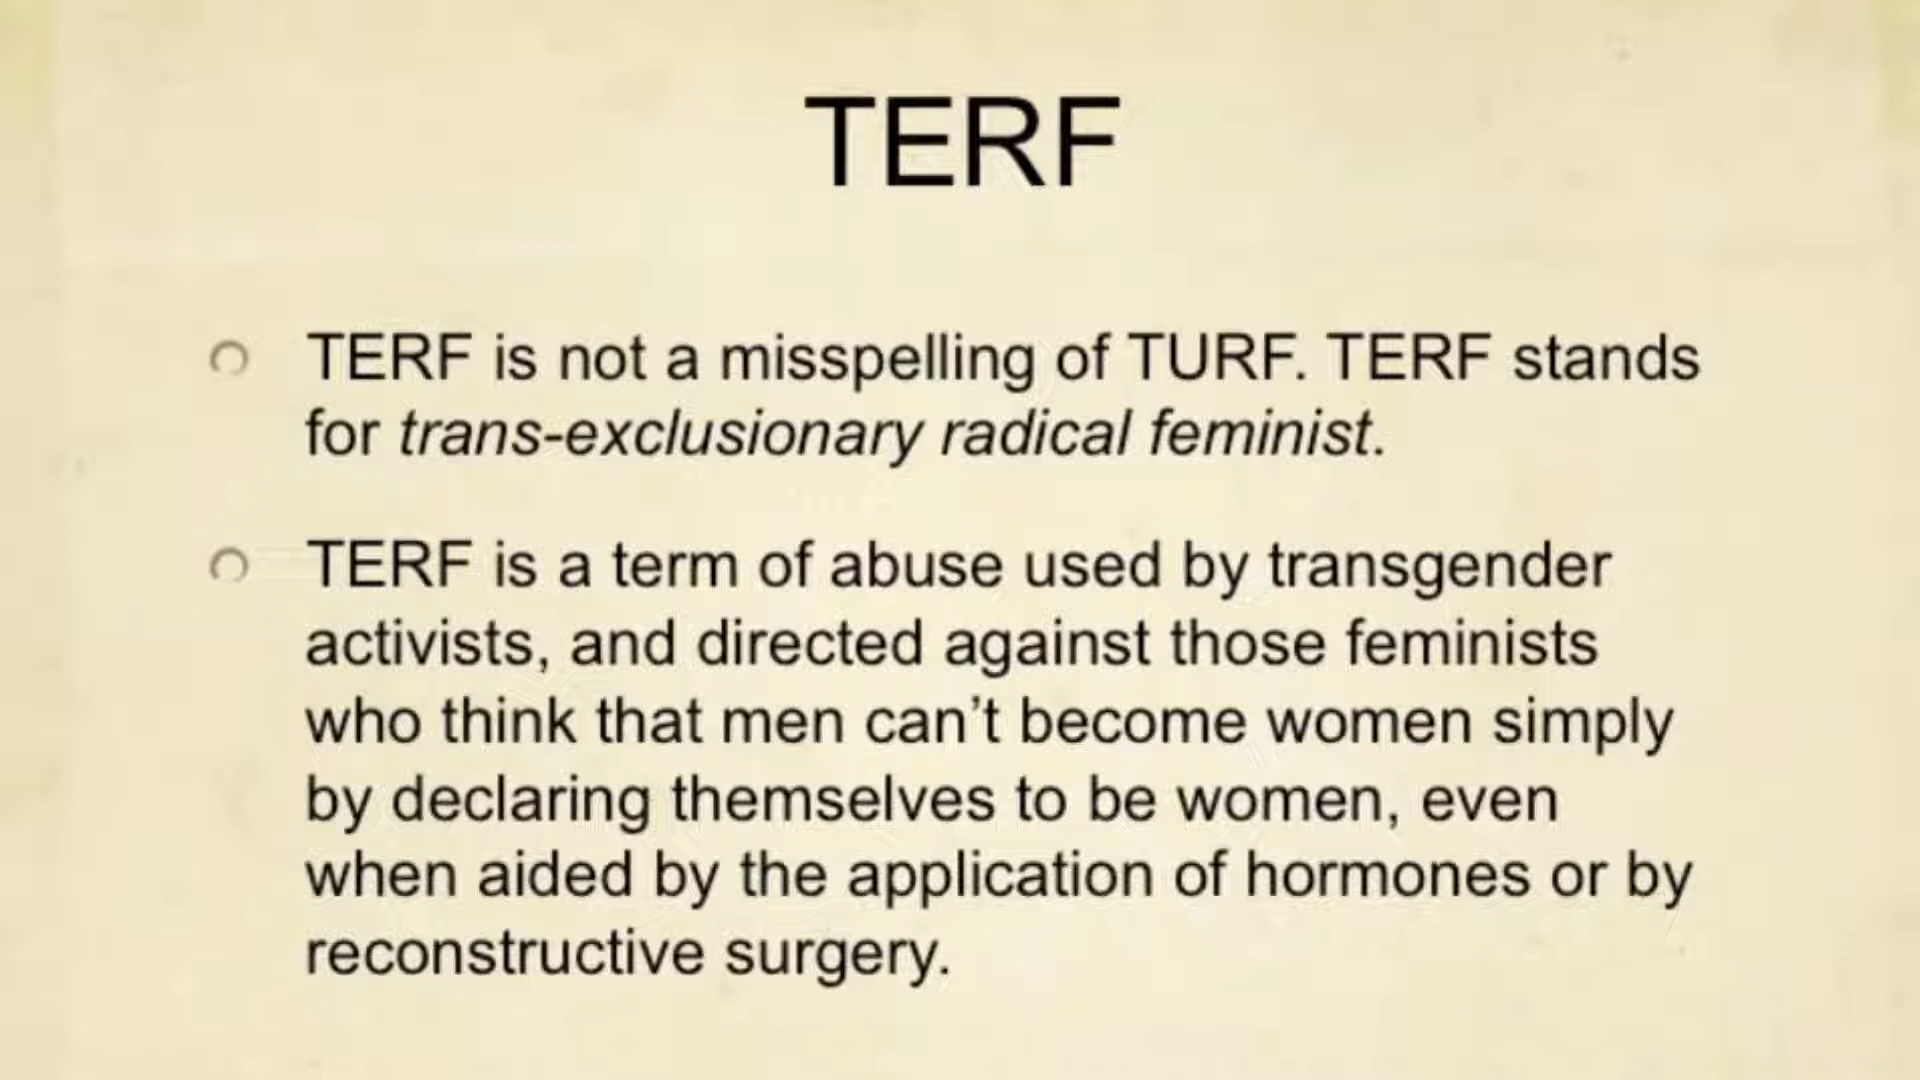 TERF
TERF is not a misspelling of TURF. TERF stands
for trans-exclusionary radical feminist.
TERF is a term of abuse used by transgender
activists, and directed against those feminists
who think that men can’t become women simply
by declaring themselves to be women, even
when aided by the application of hormones or by
reconstructive surgery.